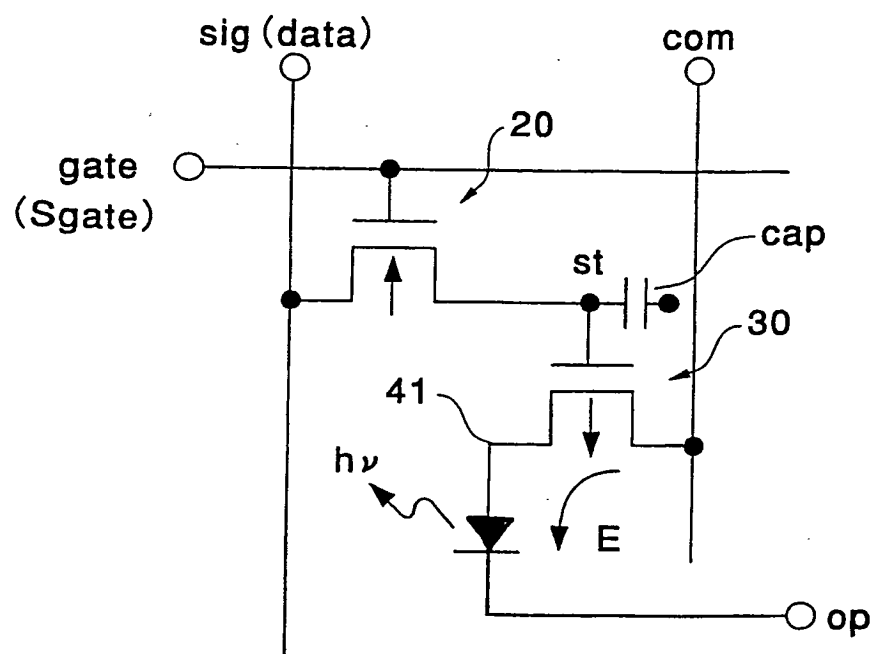 sig (data)
com
20
gate
(Sgate)
cap
st
30
41
hν
E
op